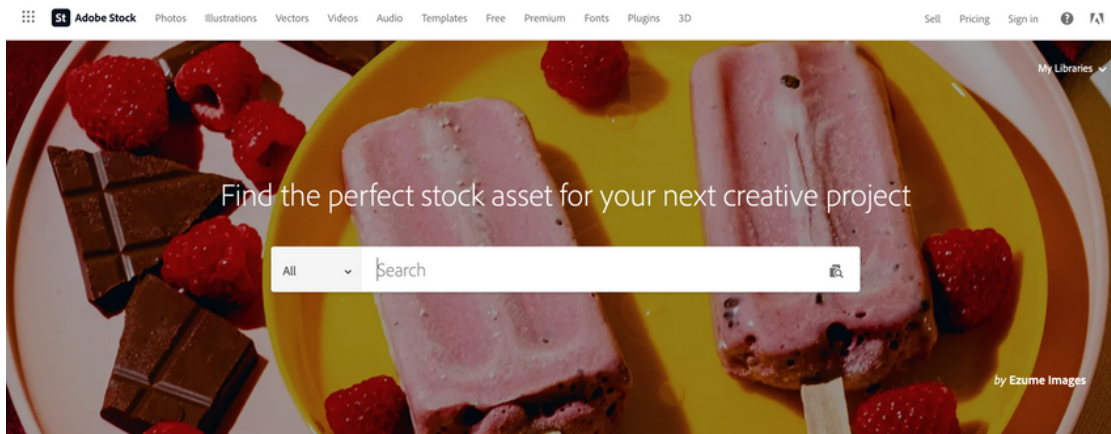 St Adobe Stock Photos Illustrations Vectors Videos Audio Templates Free Premium Fonts Plugins 3D Sell Pricing Sign in ?
My Libraries
Find the perfect stock asset for your next creative project
All Search
by Ezume Images